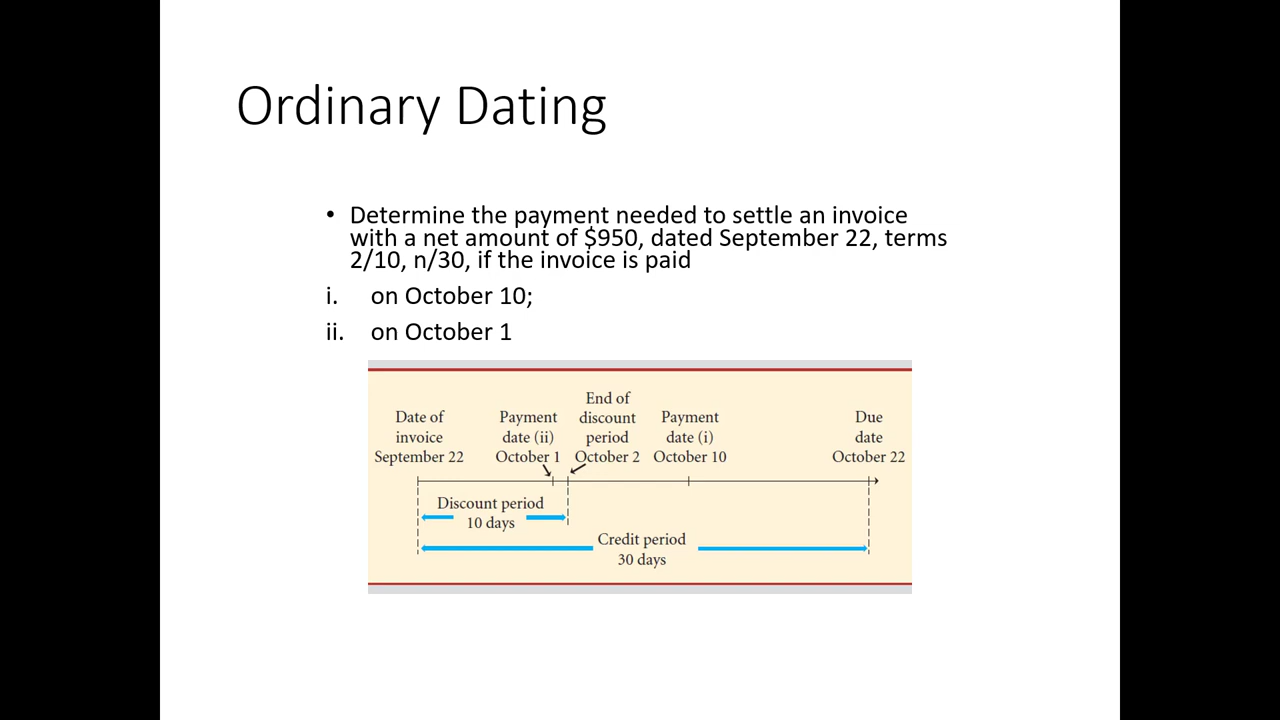 Ordinary Dating
• Determine the payment needed to settle an invoice
with a net amount of $950, dated September 22, terms
2/10, n/30, if the invoice is paid
i. on October 10;
ii. on October 1
Date of
invoice
September 22
Payment
date (ii)
October 1
End of
discount
period
October 2
Payment
date (i)
October 10
Due
date
October 22
Discount period
10 days
Credit period
30 days